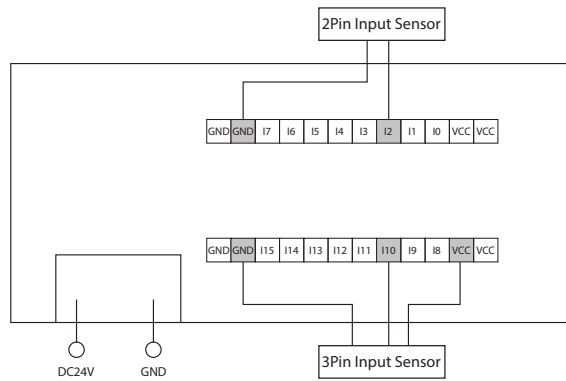 2Pin Input Sensor
GND GND I7 I6 I5 I4 I3 I2 I1 I0 VCC VCC
GND GND I15 I14 I13 I12 I11 I10 I9 I8 VCC VCC
DC24V GND
3Pin Input Sensor